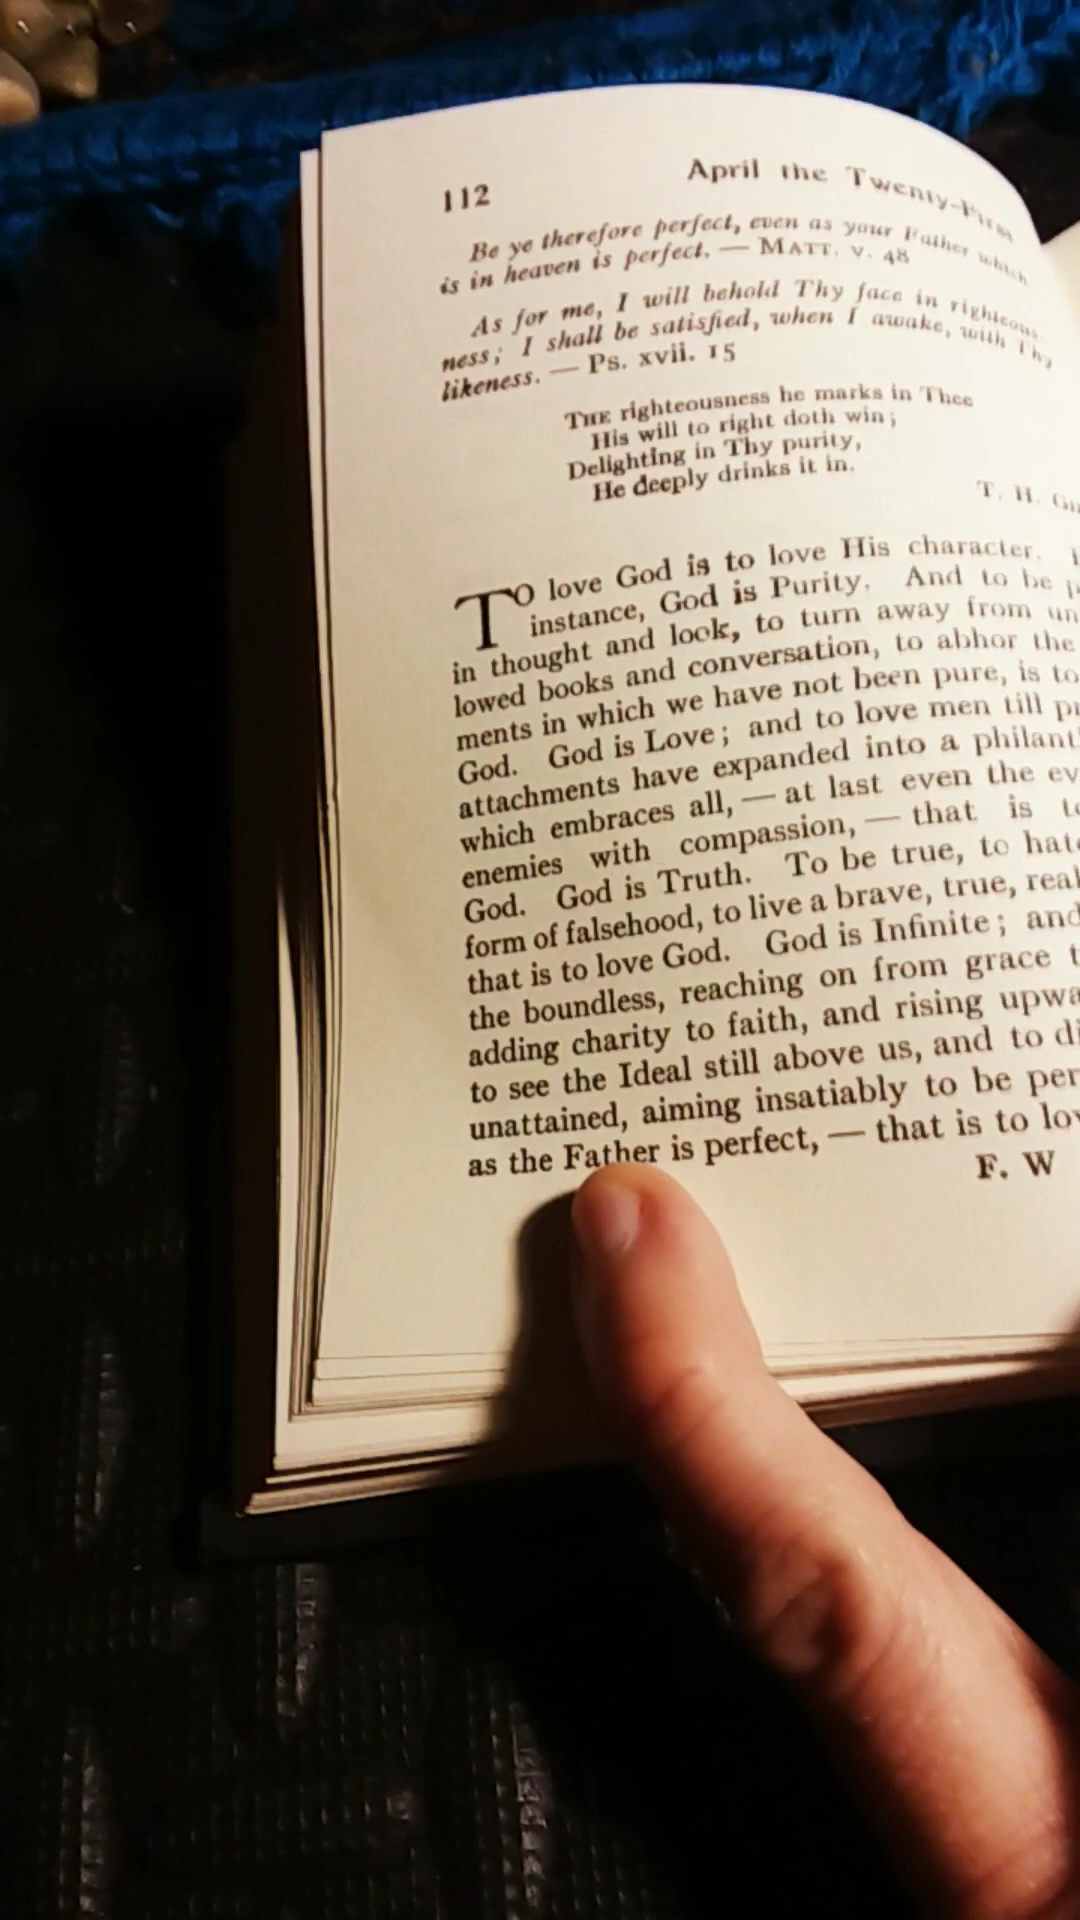 112 April the Twenty-First
Be ye therefore perfect, even as your Father which
is in heaven is perfect. — MATT. v. 48
As for me, I will behold Thy face in righteous-
ness; I shall be satisfied, when I awake, with Thy
likeness. — Ps. xvii. 15
THE righteousness he marks in Thee
His will to right doth win;
Delighting in Thy purity,
He deeply drinks it in.
T. H.
TO love God is to love His character.
instance, God is Purity. And to be
in thought and look, to turn away from
lowed books and conversation, to abhor the
ments in which we have not been pure, is to
God. God is Love; and to love men till
attachments have expanded into a
which embraces all, — at last even the
enemies with compassion, — that is
God. God is Truth. To be true, to
form of falsehood, to live a brave, true,
that is to love God. God is Infinite; and
the boundless, reaching on from grace
adding charity to faith, and rising
to see the Ideal still above us, and to
unattained, aiming insatiably to be
as the Father is perfect, — that is to
F. W